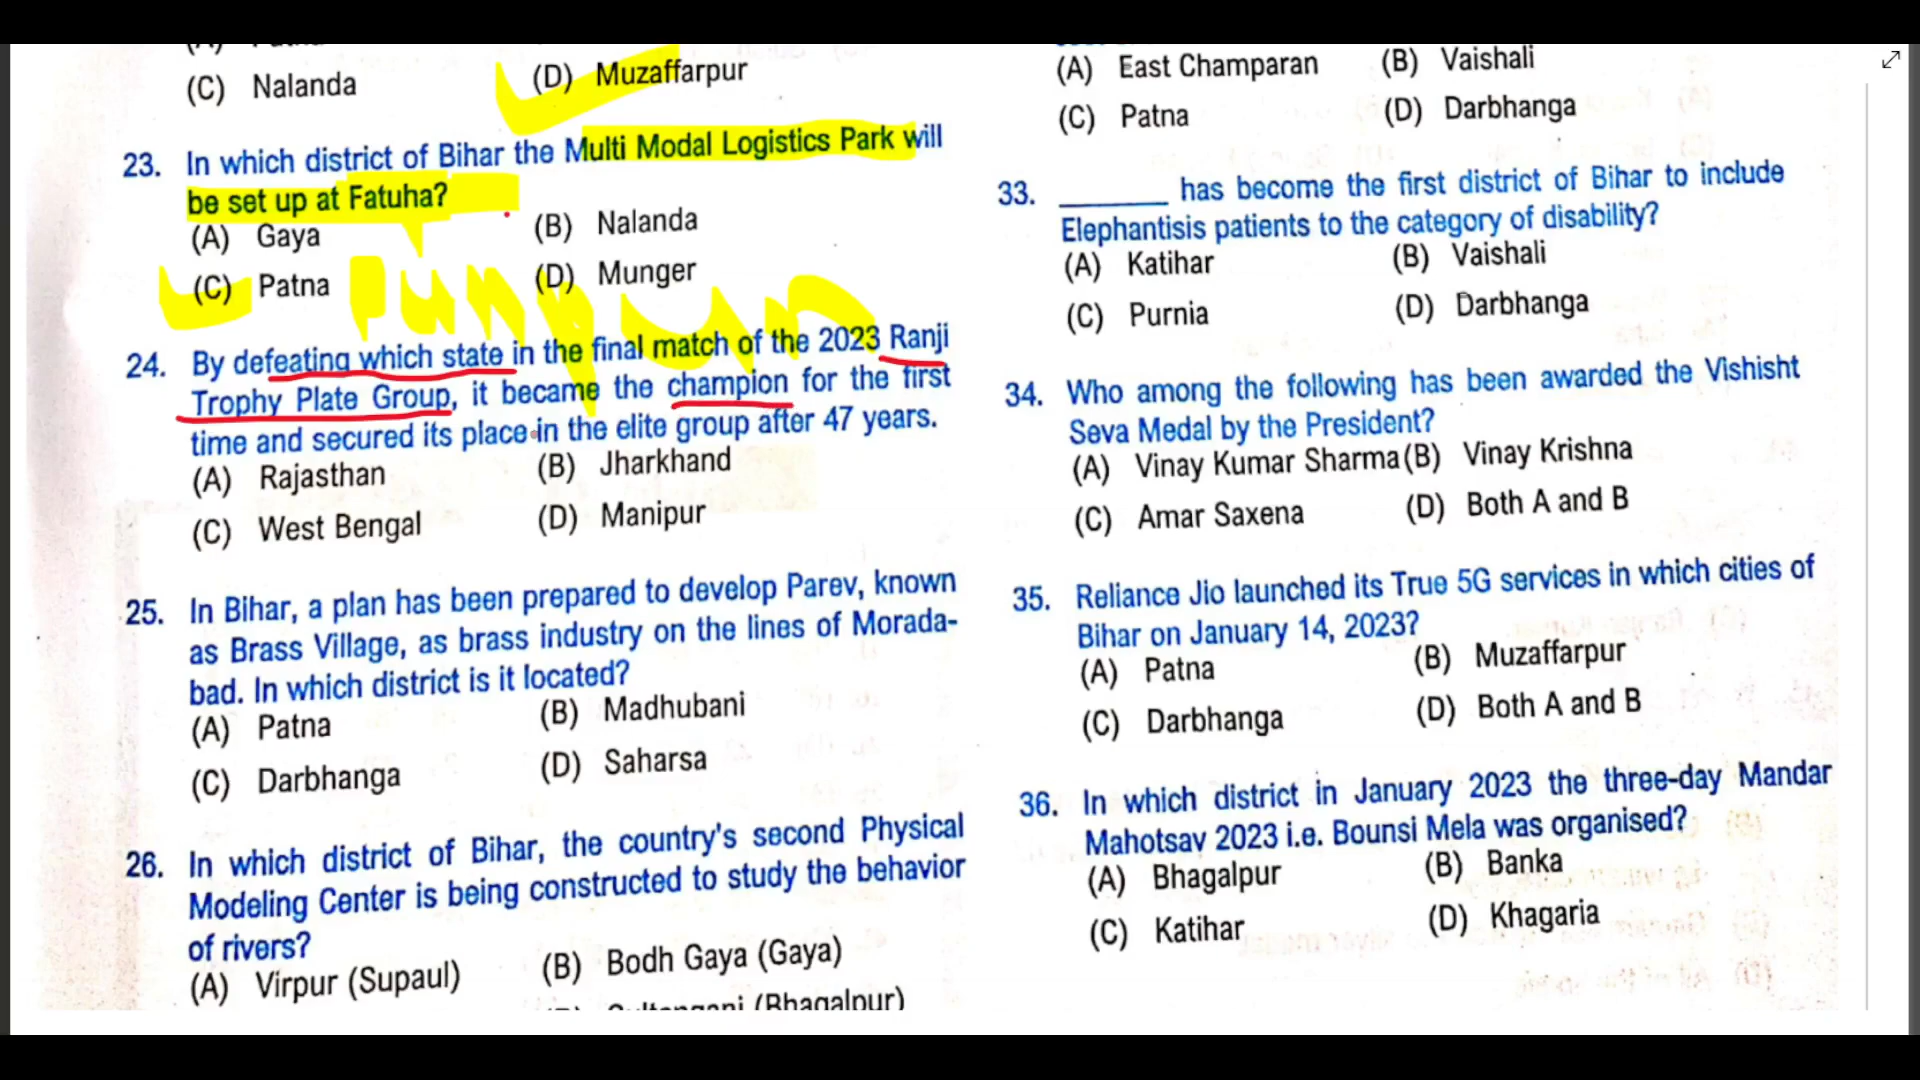 (C) Nalanda
(D) Muzaffarpur
23. In which district of Bihar the Multi Modal Logistics Park will
be set up at Fatuha?
(A) Gaya
(B) Nalanda
(C) Patna
(D) Munger
Punpun
24. By defeating which state in the final match of the 2023 Ranji
Trophy Plate Group, it became the champion for the first
time and secured its place in the elite group after 47 years.
(A) Rajasthan
(B) Jharkhand
(C) West Bengal
(D) Manipur
25. In Bihar, a plan has been prepared to develop Parev, known
as Brass Village, as brass industry on the lines of Morada-
bad. In which district is it located?
(A) Patna
(B) Madhubani
(C) Darbhanga
(D) Saharsa
26. In which district of Bihar, the country's second Physical
Modeling Center is being constructed to study the behavior
of rivers?
(A) Virpur (Supaul)
(B) Bodh Gaya (Gaya)
(Bhagalpur)
(A) East Champaran
(B) Vaishali
(C) Patna
(D) Darbhanga
33. ________ has become the first district of Bihar to include
Elephantisis patients to the category of disability?
(A) Katihar
(B) Vaishali
(C) Purnia
(D) Darbhanga
34. Who among the following has been awarded the Vishisht
Seva Medal by the President?
(A) Vinay Kumar Sharma
(B) Vinay Krishna
(C) Amar Saxena
(D) Both A and B
35. Reliance Jio launched its True 5G services in which cities of
Bihar on January 14, 2023?
(A) Patna
(B) Muzaffarpur
(C) Darbhanga
(D) Both A and B
36. In which district in January 2023 the three-day Mandar
Mahotsav 2023 i.e. Bounsi Mela was organised?
(A) Bhagalpur
(B) Banka
(C) Katihar
(D) Khagaria